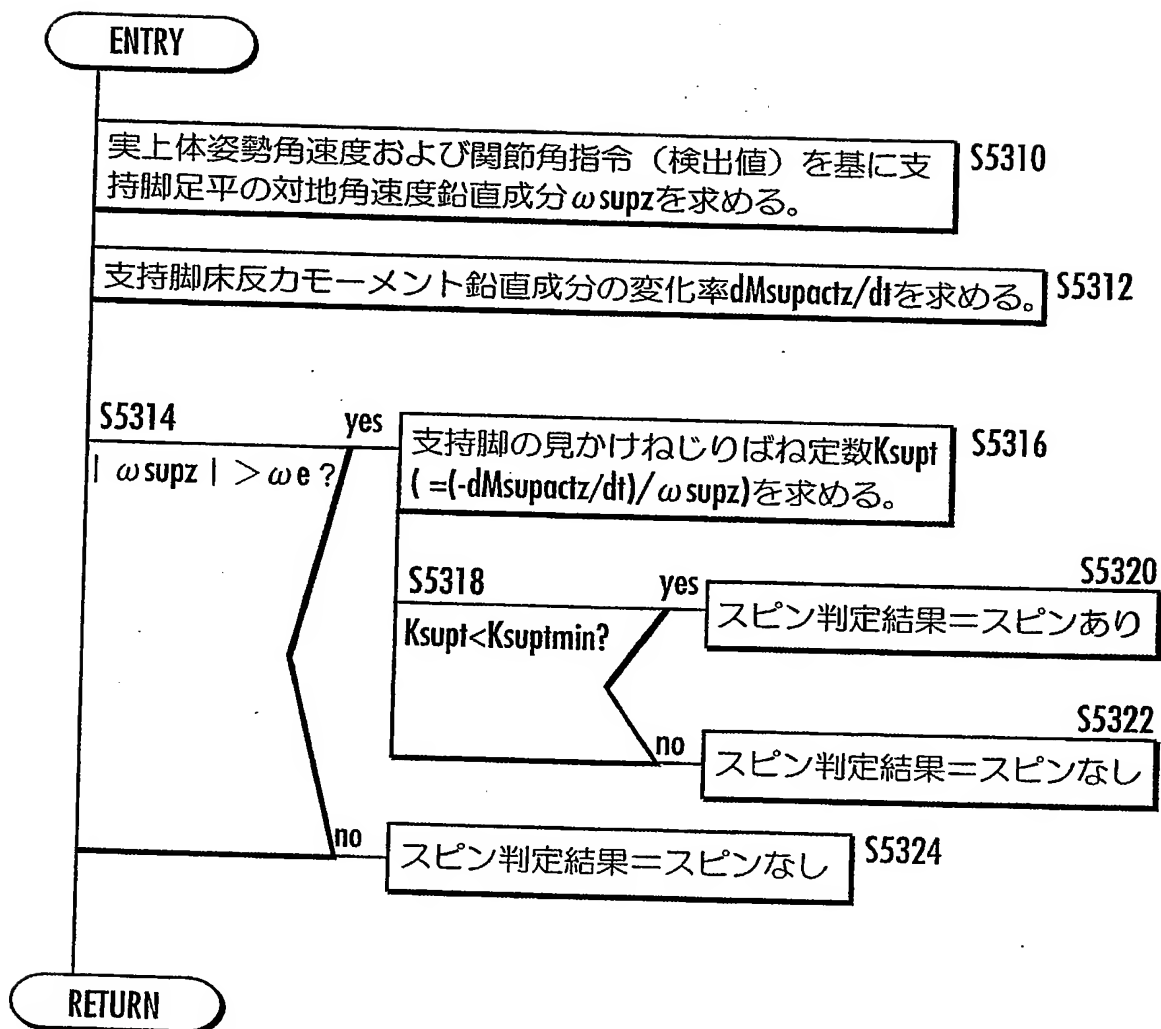 ENTRY
実上体姿勢角速度および関節角指令（検出値）を基に支
持脚足平の対地角速度鉛直成分ωsupzを求める。
S5310
支持脚床反力モーメント鉛直成分の変化率dMsupactz/dtを求める。
S5312
S5314
|ωsupz|＞ωe？
yes
支持脚の見かけねじりばね定数Ksupt
(=(-dMsupactz/dt)/ωsupz)を求める。
S5316
S5318
Ksupt<Ksuptmin?
yes
S5320
スピン判定結果＝スピンあり
no
S5322
スピン判定結果＝スピンなし
no
スピン判定結果＝スピンなし
S5324
RETURN